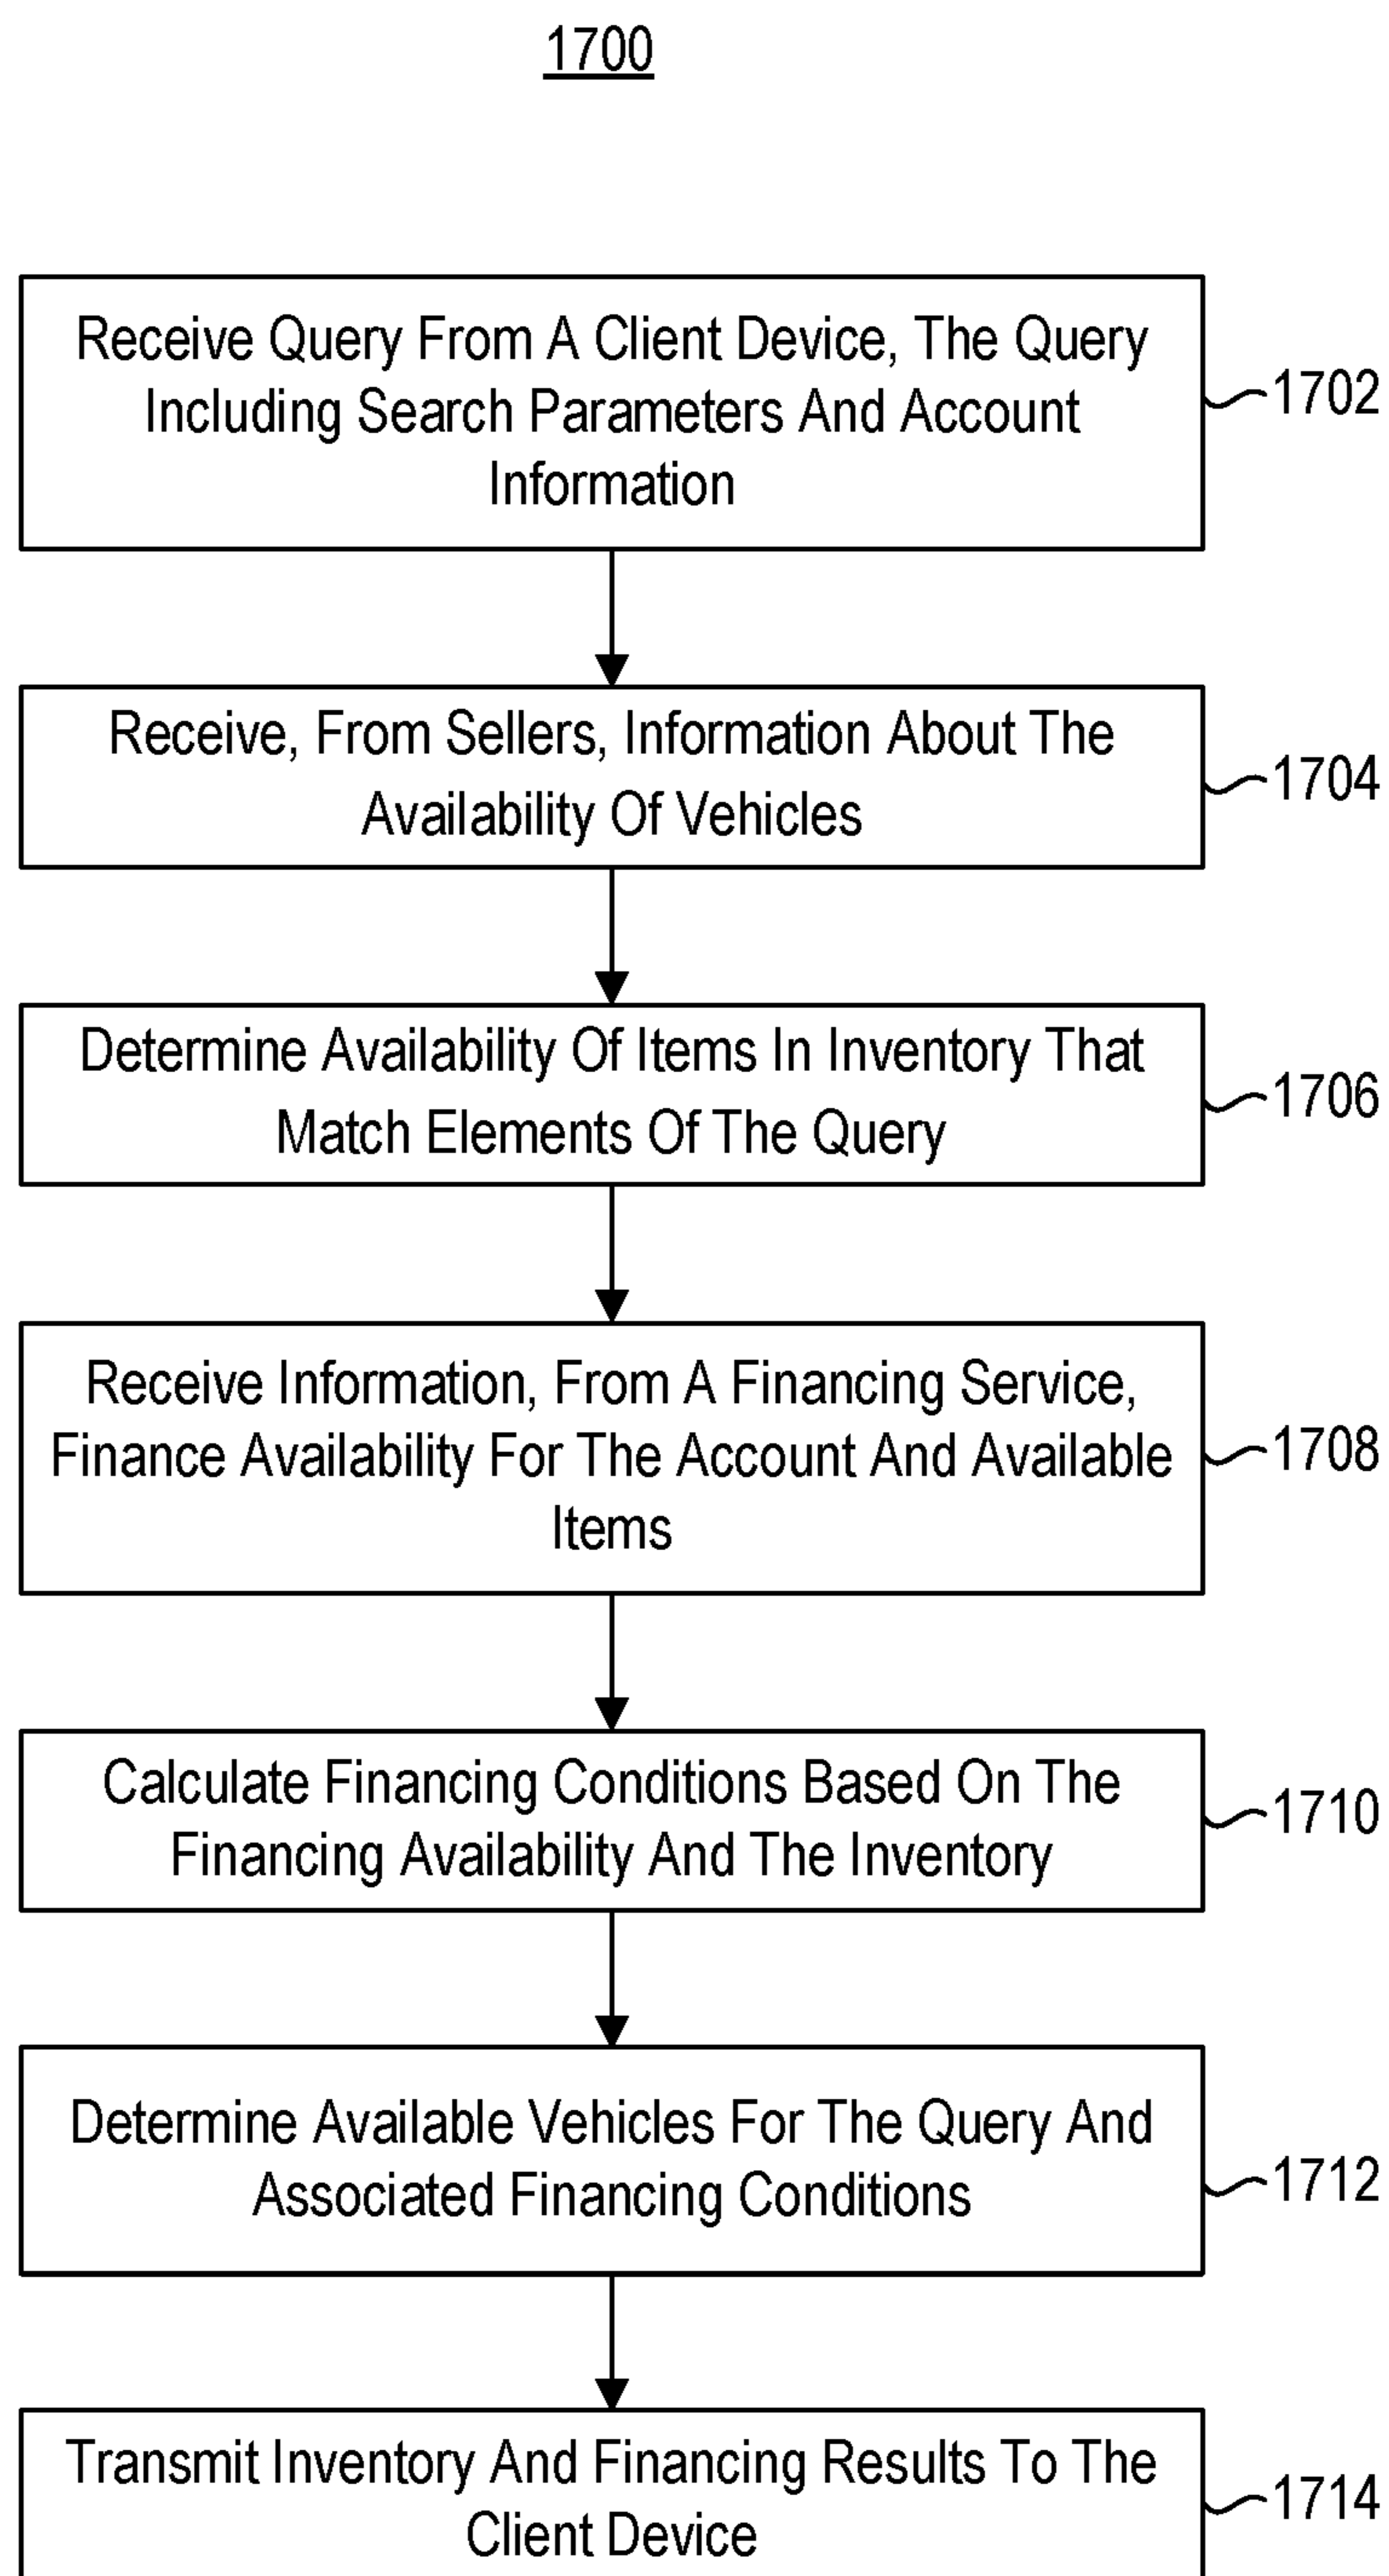 1700
Receive Query From A Client Device, The Query
Including Search Parameters And Account
Information
1702
Receive, From Sellers, Information About The
Availability Of Vehicles
1704
Determine Availability Of Items In Inventory That
Match Elements Of The Query
1706
Receive Information, From A Financing Service,
Finance Availability For The Account And Available
Items
1708
Calculate Financing Conditions Based On The
Financing Availability And The Inventory
1710
Determine Available Vehicles For The Query And
Associated Financing Conditions
1712
Transmit Inventory And Financing Results To The
Client Device
1714